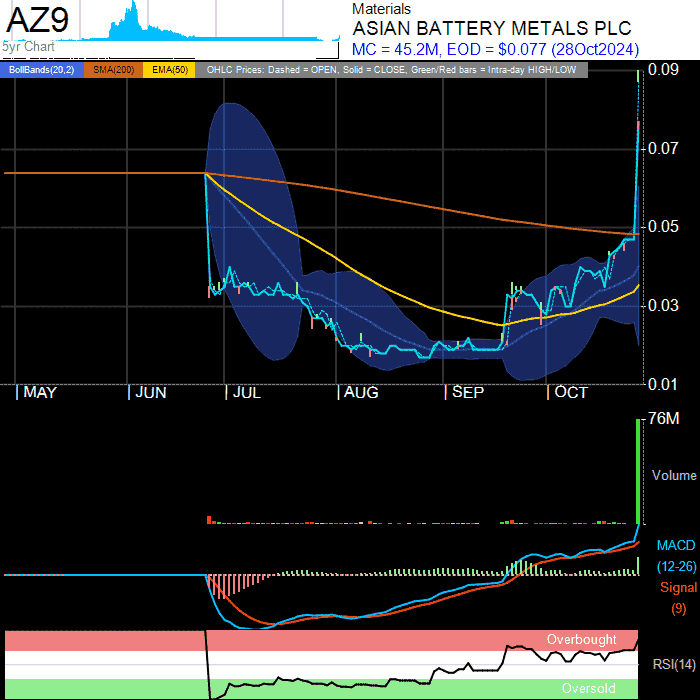 AZ9
5yr Chart
Materials
ASIAN BATTERY METALS PLC
MC = 45.2M, EOD = $0.077 (28Oct2024)
BollBands(20,2) SMA(200) EMA(50) OHLC Prices: Dashed = OPEN, Solid = CLOSE, Green/Red bars = Intra-day HIGH/LOW
0.09
0.07
0.05
0.03
0.01
MAY JUN JUL AUG SEP OCT
76M
Volume
MACD
(12-26)
Signal
(9)
Overbought
RSI(14)
Oversold